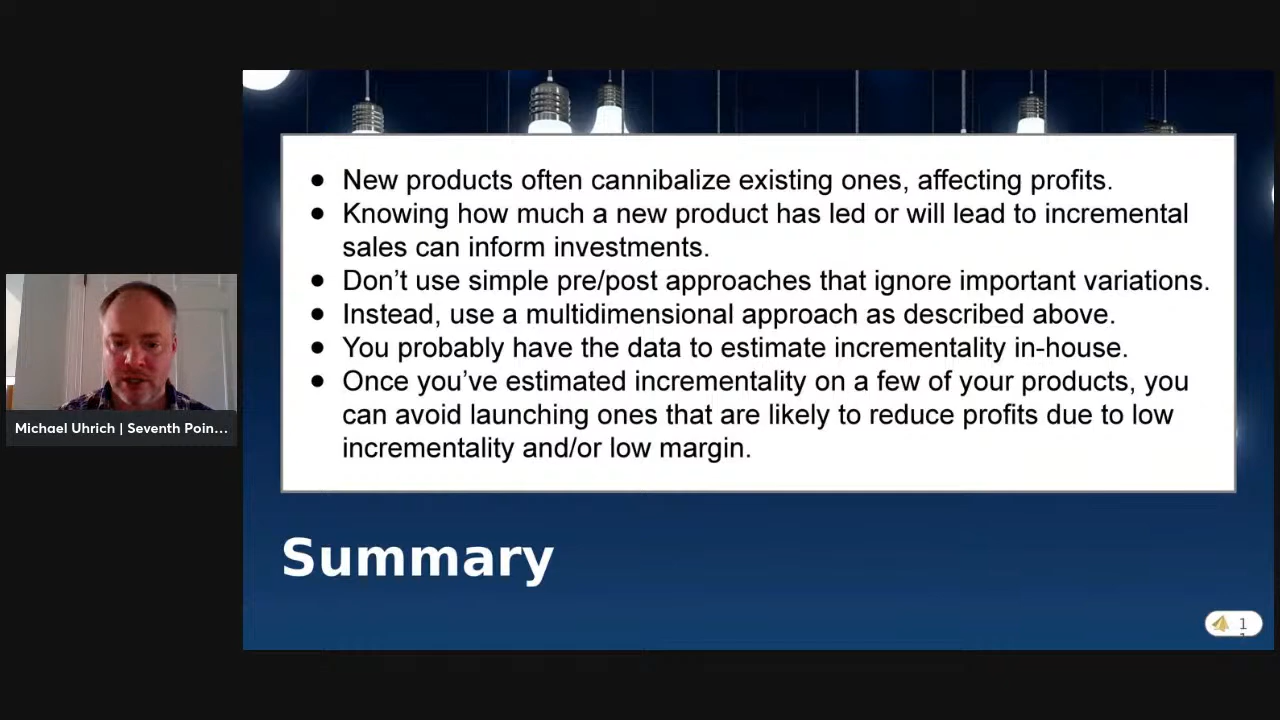 ● New products often cannibalize existing ones, affecting profits.
● Knowing how much a new product has led or will lead to incremental
sales can inform investments.
● Don't use simple pre/post approaches that ignore important variations.
● Instead, use a multidimensional approach as described above.
● You probably have the data to estimate incrementality in-house.
● Once you've estimated incrementality on a few of your products, you
can avoid launching ones that are likely to reduce profits due to low
incrementality and/or low margin.
Michael Uhrich | Seventh Poin...
Summary
1